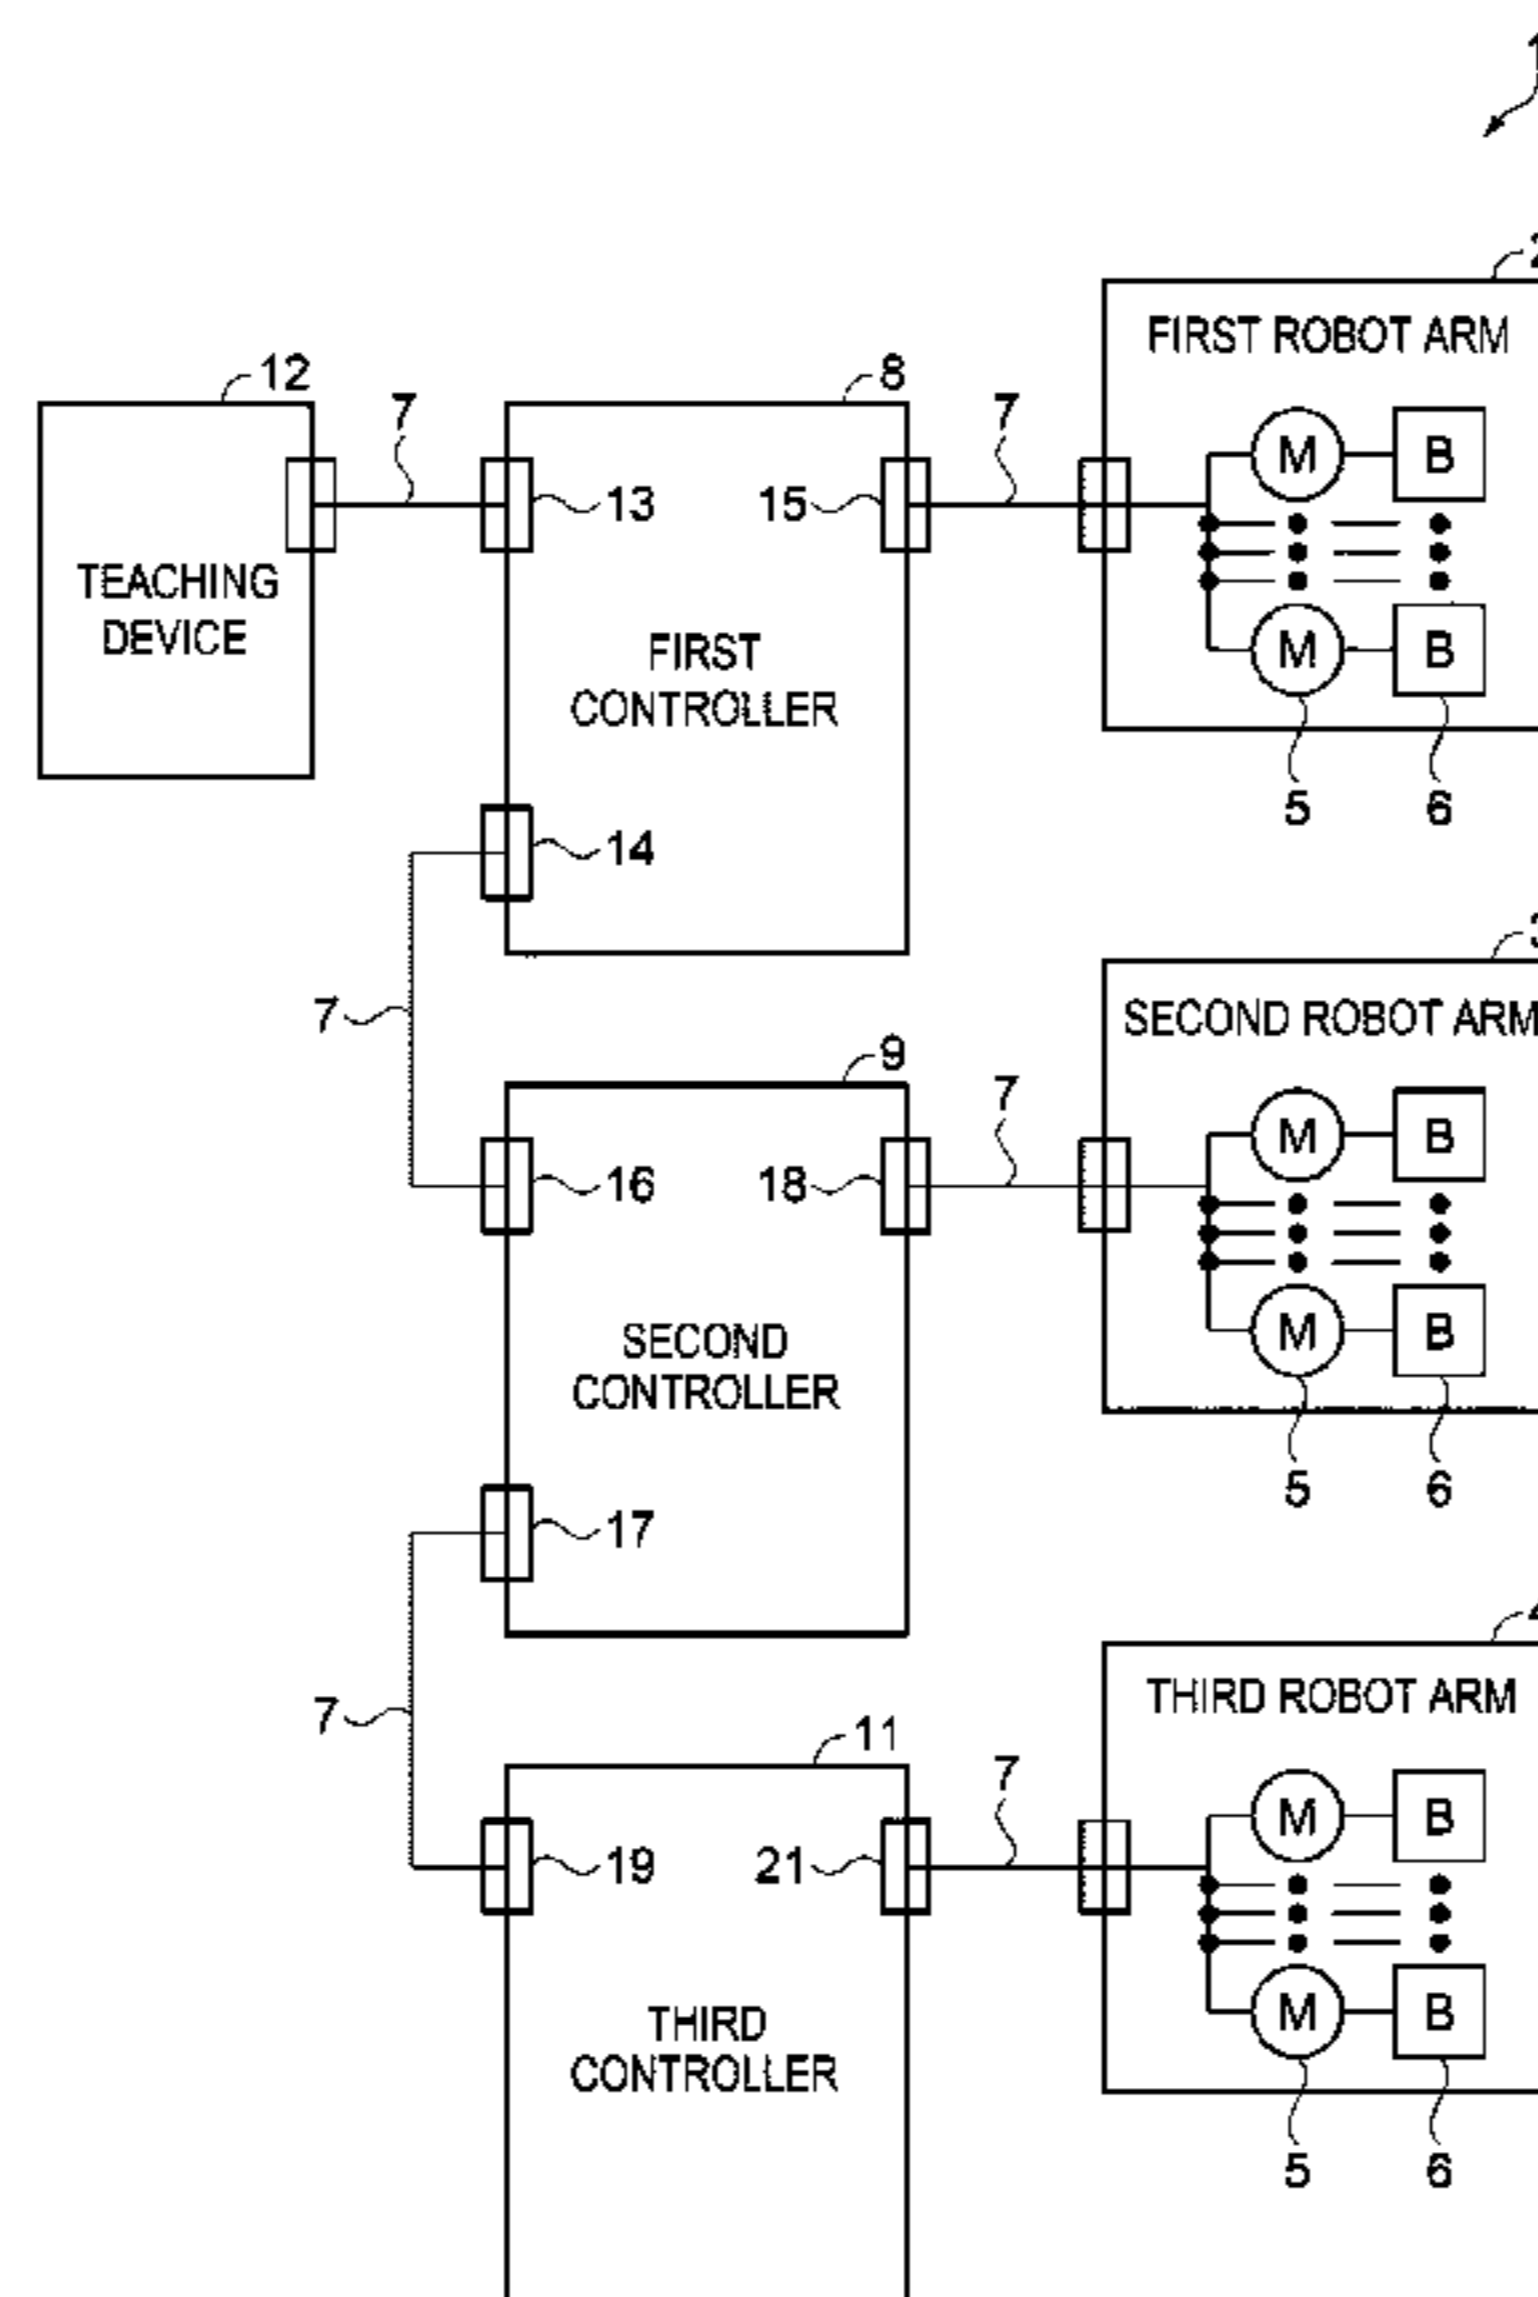 1
2
FIRST ROBOT ARM
12
7
8
7
M
B
13
15
TEACHING
DEVICE
FIRST
CONTROLLER
M
B
5
6
14
3
7
SECOND ROBOT ARM
9
7
M
B
16
18
SECOND
CONTROLLER
M
B
5
6
17
4
7
THIRD ROBOT ARM
11
7
M
B
19
21
THIRD
CONTROLLER
M
B
5
6